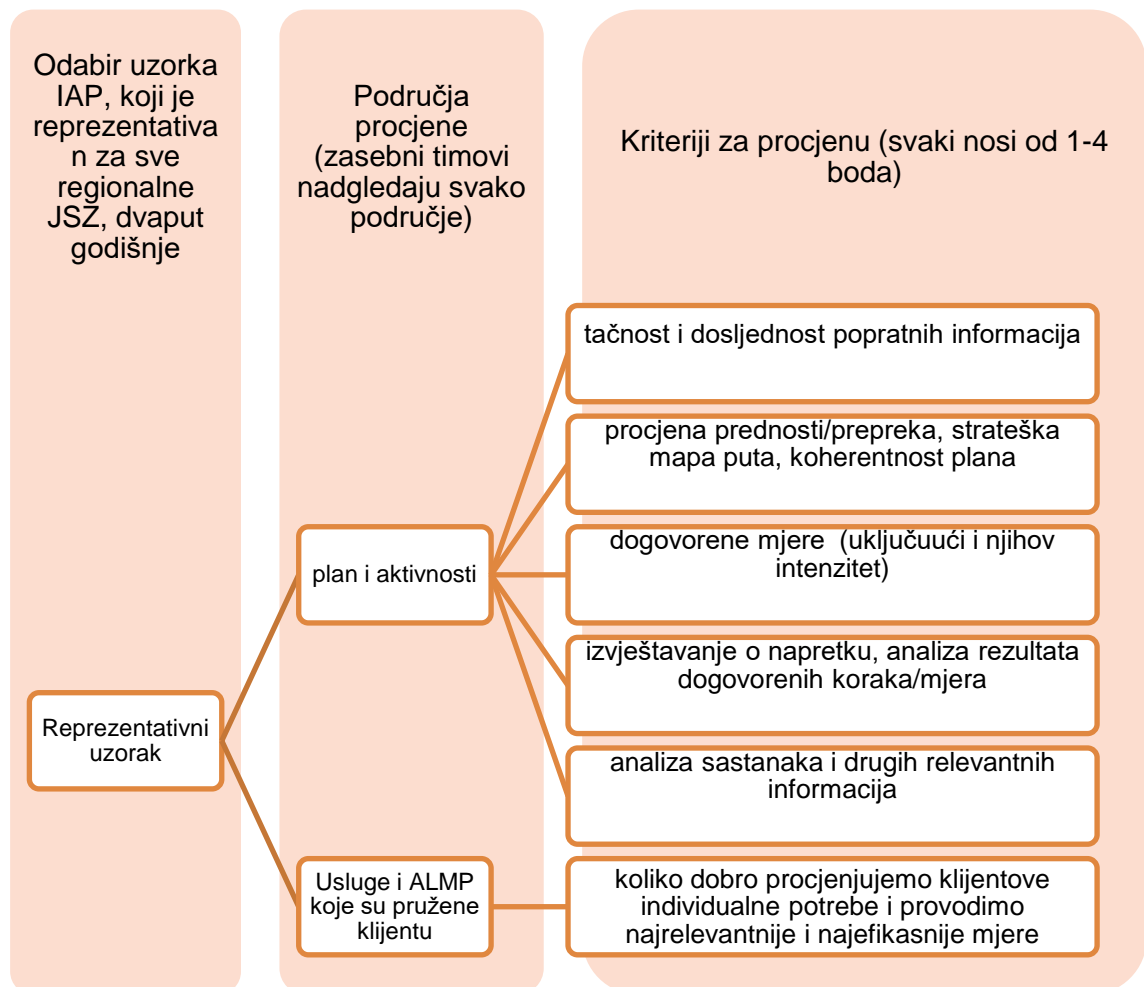 Odabir uzorka
IAP, koji je
reprezentativa
n za sve
regionalne
JSZ, dvaput
godišnje
Područja
procjene
(zasebni timovi
nadgledaju svako
područje)
Kriteriji za procjenu (svaki nosi od 1-4
boda)
Reprezentativni
uzorak
plan i aktivnosti
tačnost i dosljednost popratnih informacija
procjena prednosti/prepreka, strateška
mapa puta, koherentnost plana
dogovorene mjere (uključuući i njihov
intenzitet)
izvještavanje o napretku, analiza rezultata
dogovorenih koraka/mjera
analiza sastanaka i drugih relevantnih
informacija
Usluge i ALMP
koje su pružene
klijentu
koliko dobro procjenjujemo klijentove
individualne potrebe i provodimo
najrelevantnije i najefikasnije mjere